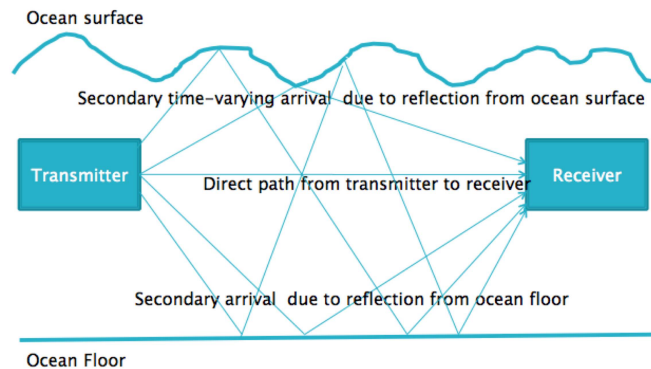 Ocean surface
Secondary time-varying arrival due to reflection from ocean surface
Transmitter
Direct path from transmitter to receiver
Receiver
Secondary arrival due to reflection from ocean floor
Ocean Floor